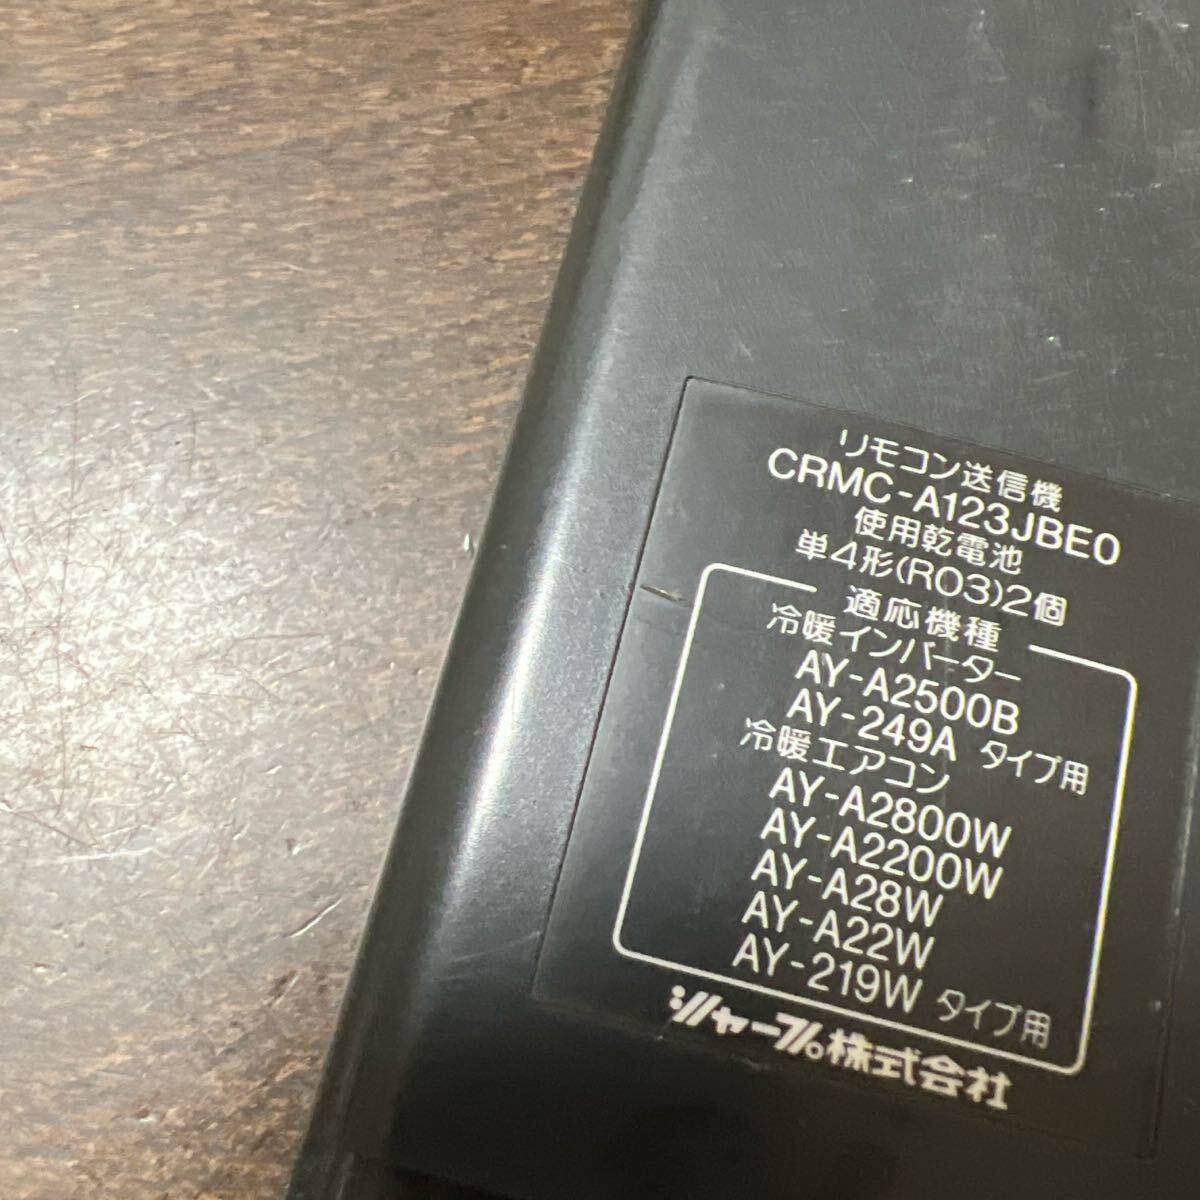 リモコン送信機
CRMC-A123JBE0
使用乾電池
単4形(R03)2個
適応機種
冷暖インバーター
AY-A2500B
AY-249A タイプ用
冷暖エアコン
AY-A2800W
AY-A2200W
AY-A28W
AY-A22W
AY-219W タイプ用
シャープ株式会社